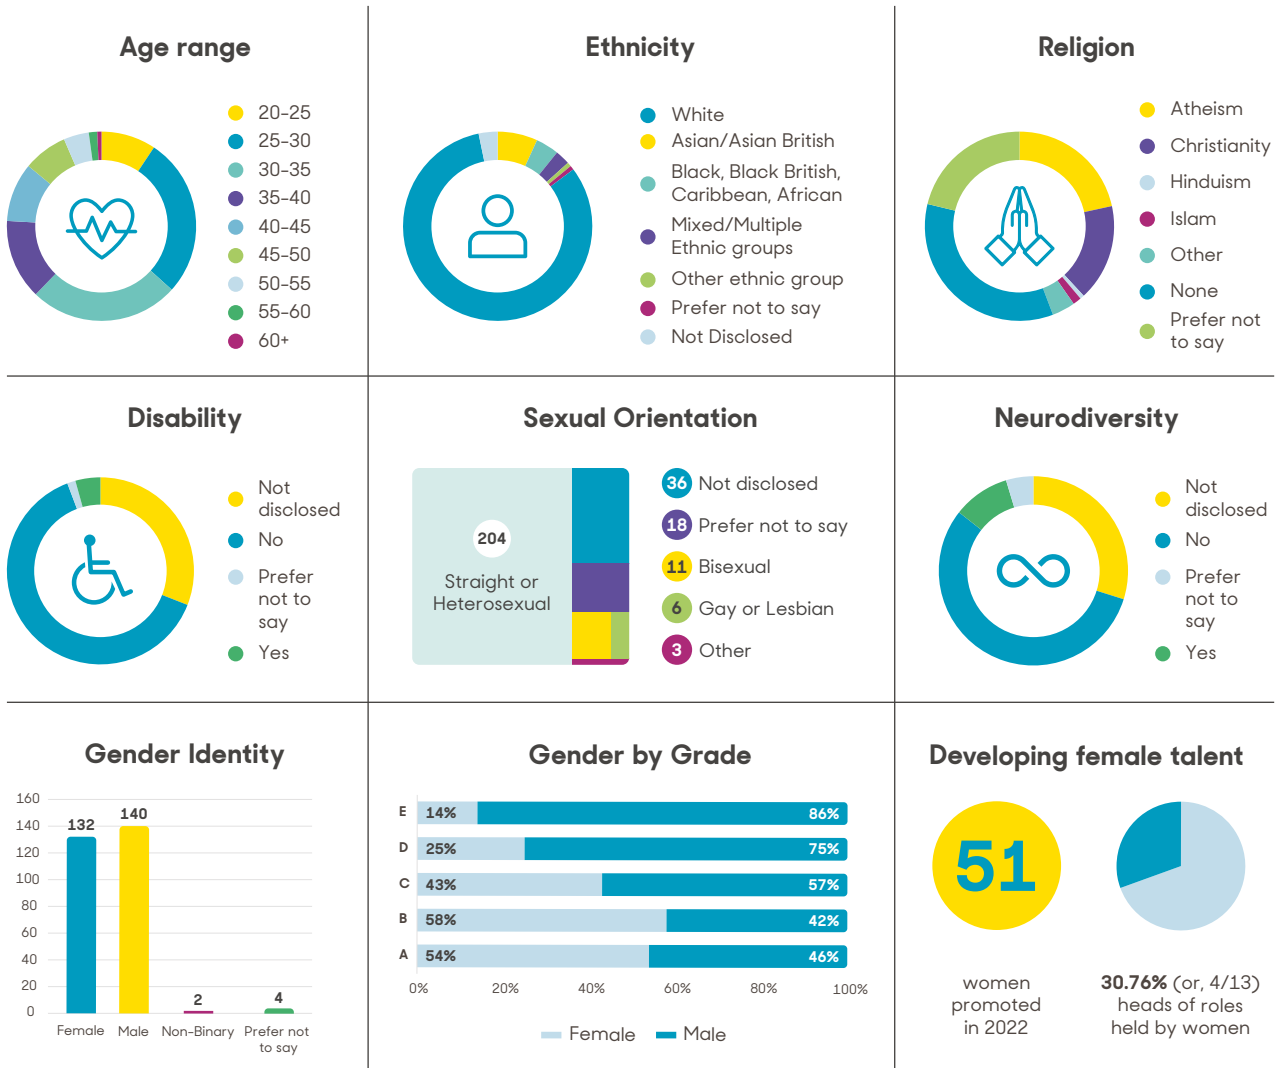 Age range
20-25
25-30
30-35
35-40
40-45
45-50
50-55
55-60
60+
Ethnicity
White
Asian/Asian British
Black, Black British,
Caribbean, African
Mixed/Multiple
Ethnic groups
Other ethnic group
Prefer not to say
Not Disclosed
Religion
Atheism
Christianity
Hinduism
Islam
Other
None
Prefer not
to say
Disability
Not
disclosed
No
Prefer
not to
say
Yes
Sexual Orientation
204
Straight or
Heterosexual
36 Not disclosed
18 Prefer not to say
11 Bisexual
6 Gay or Lesbian
3 Other
Neurodiversity
Not
disclosed
No
Prefer
not to
say
Yes
Gender Identity
160
140
120
100
80
60
40
20
0
132
140
2
4
Female Male Non-Binary Prefer not
to say
Gender by Grade
E 14% 86%
D 25% 75%
C 43% 57%
B 58% 42%
A 54% 46%
0% 20% 40% 60% 80% 100%
Female Male
Developing female talent
51
women
promoted
in 2022
30.76% (or, 4/13)
heads of roles
held by women